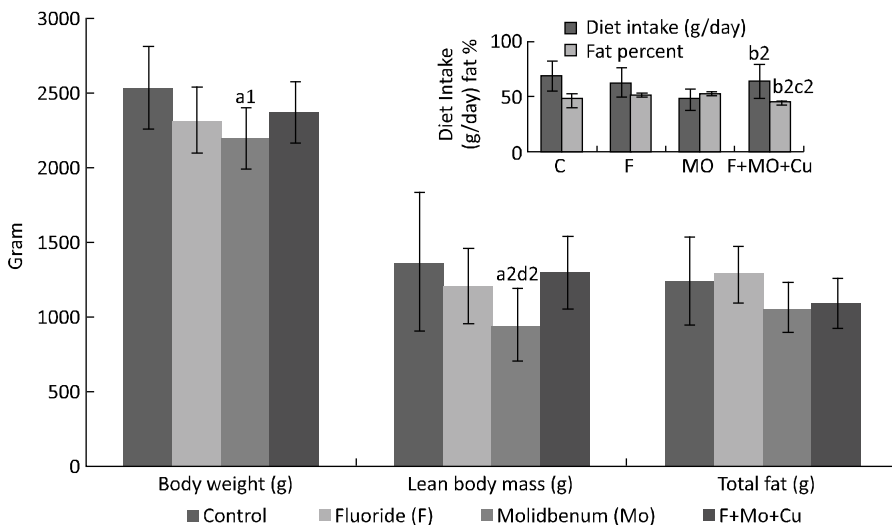 3000
2500
2000
1500
1000
500
0
Gram
a1
a2d2
Body weight (g)
Lean body mass (g)
Total fat (g)
Control
Fluoride (F)
Molidbenum (Mo)
F+Mo+Cu
Diet Intake
(g/day) fat %
100
50
0
Diet intake (g/day)
Fat percent
b2
b2c2
C
F
MO
F+MO+Cu